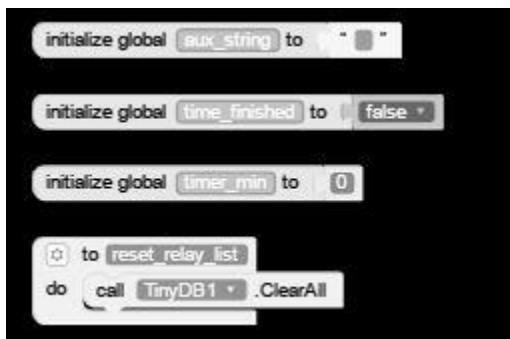 initialize global aux_string to " "
initialize global time_finished to false
initialize global timer_min to 0
to reset_relay_list
do call TinyDB1 .ClearAll